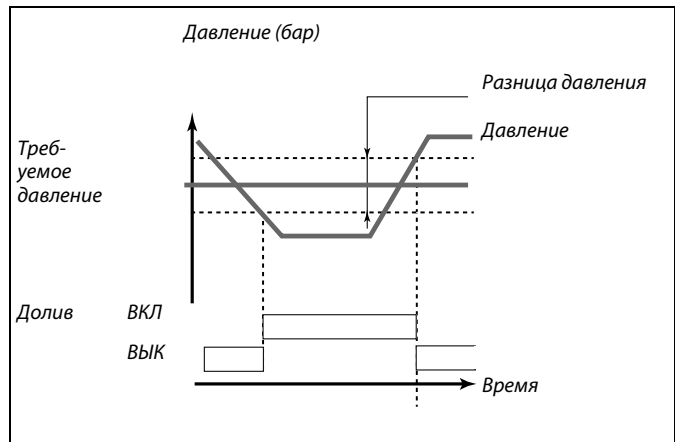 Давление (бар)
Разница давления
Давление
Треб-
уемое
давление
Долив ВКЛ
ВЫК
Время